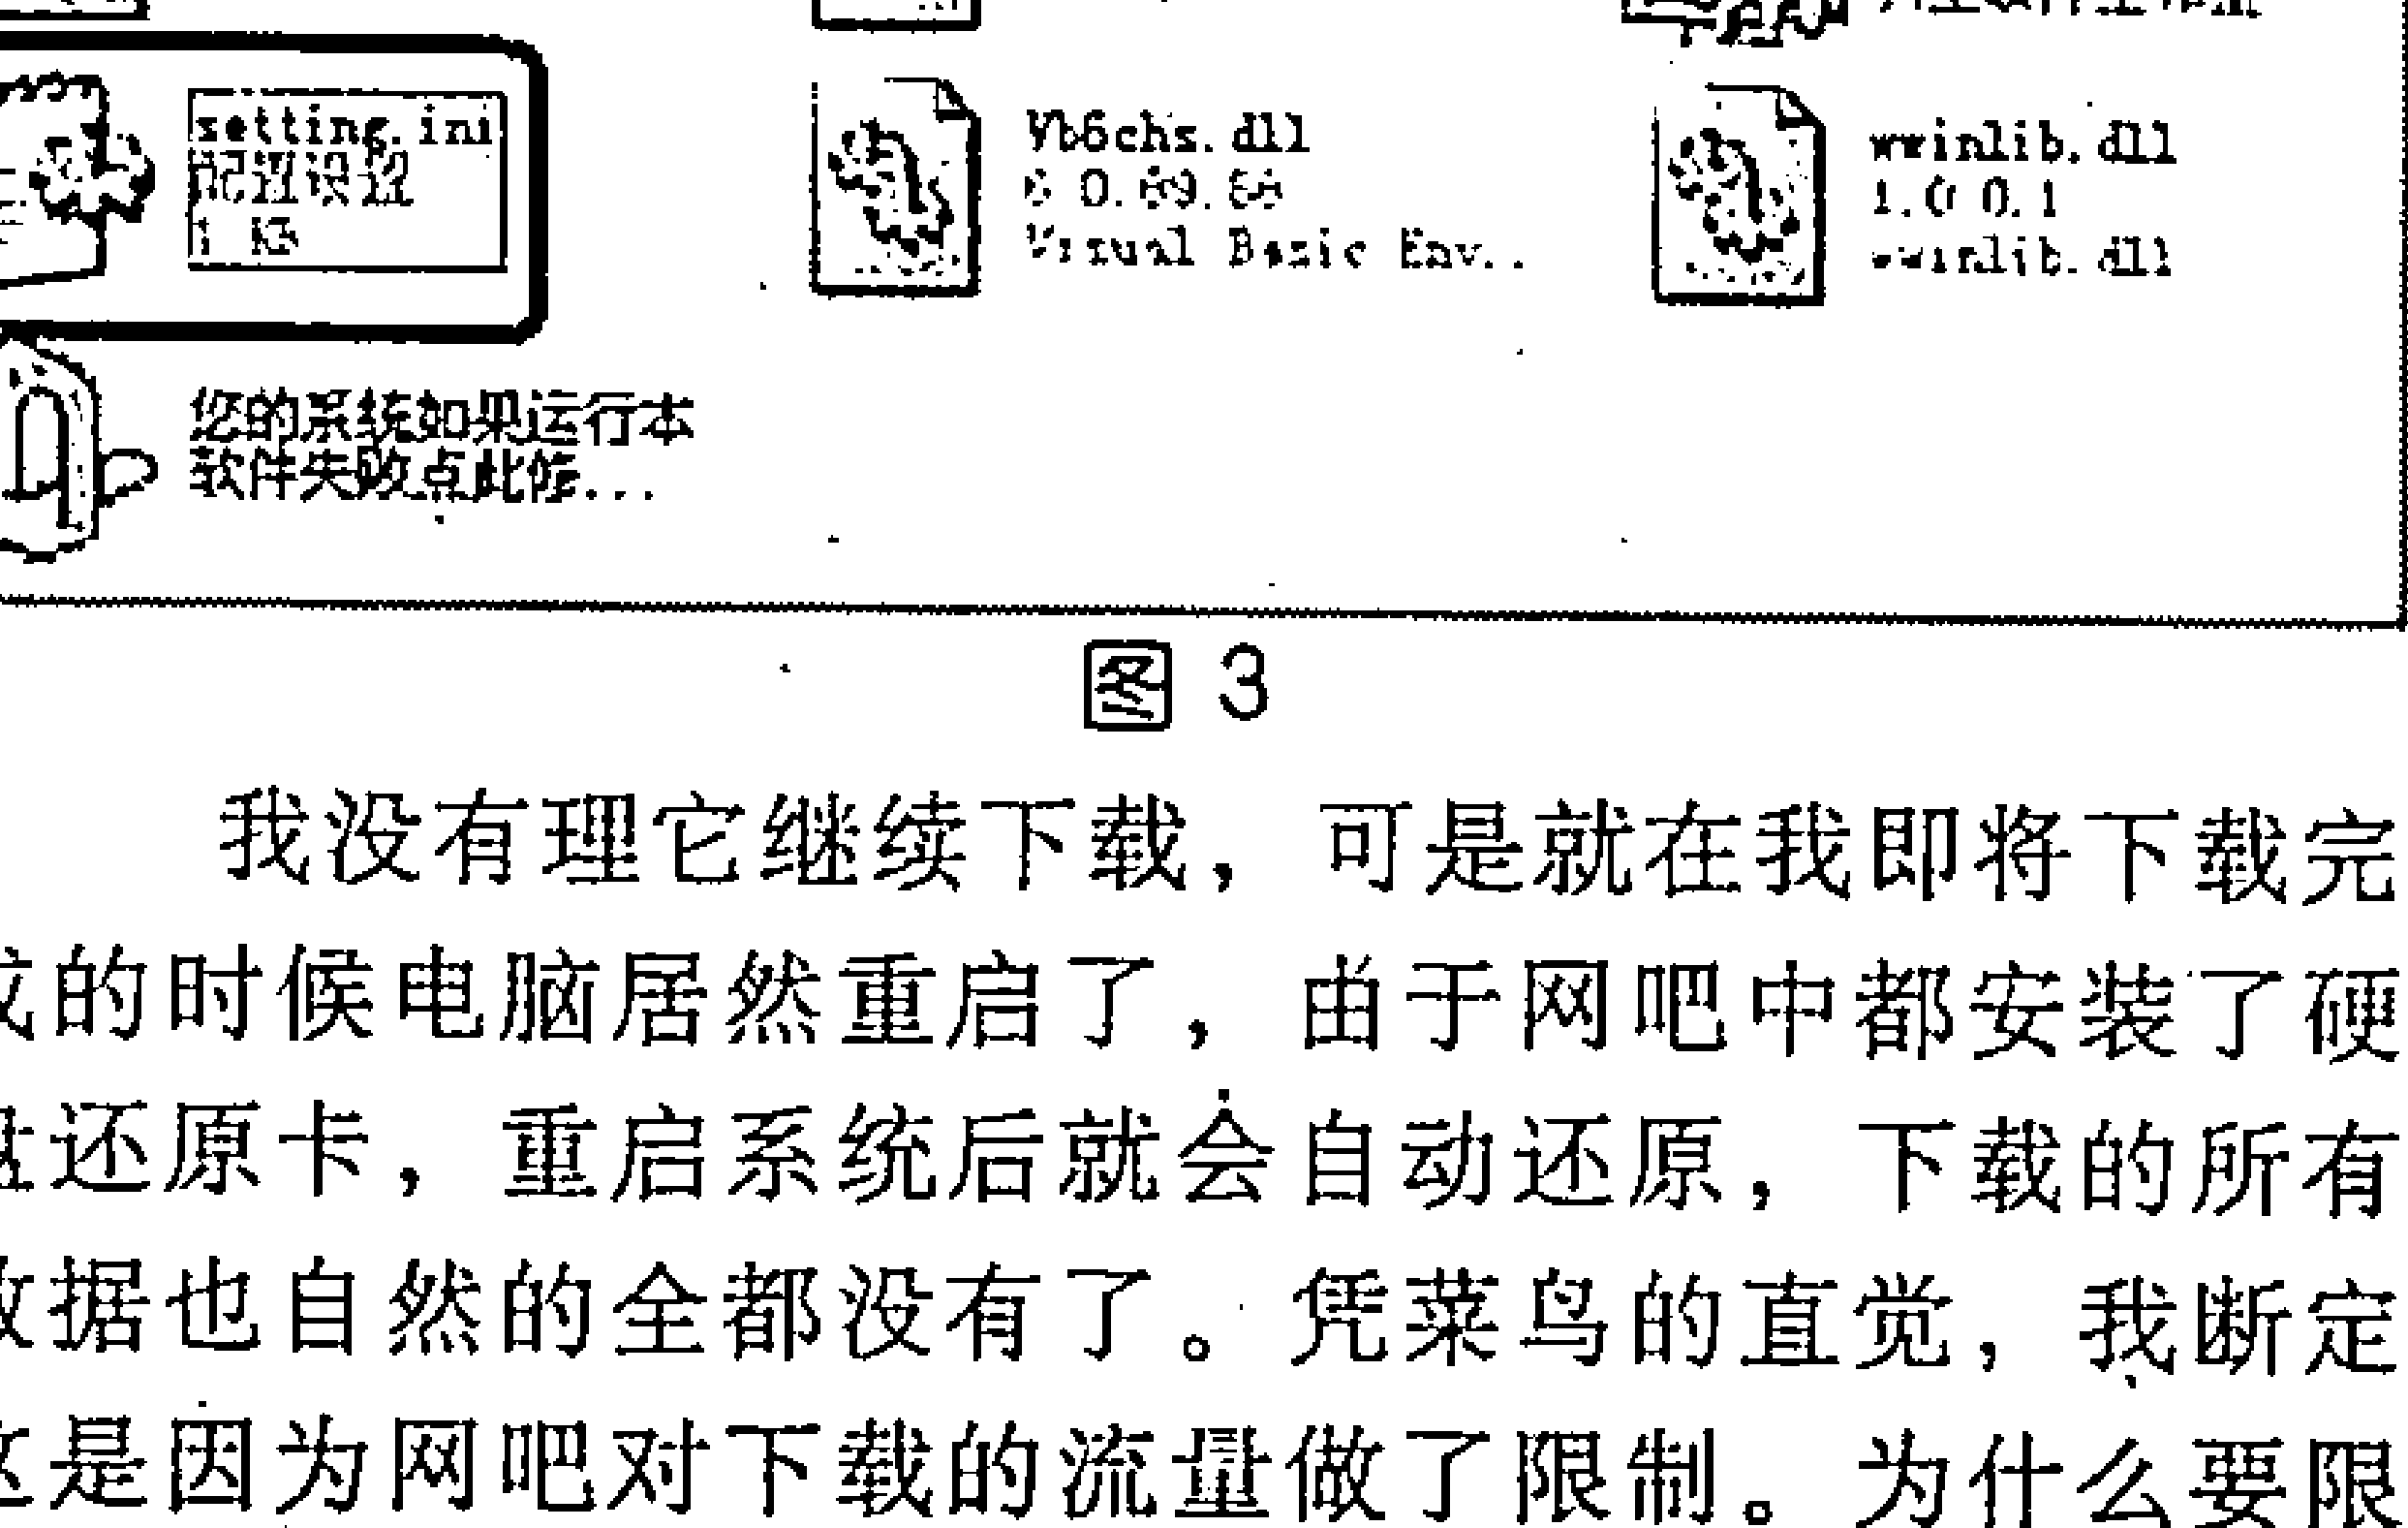 setting.ini
配置设置
1 KB
Vb6chs.dll
6.0.89.88
Visual Basic Env..
wwinlib.dll
1.0.0.1
wwinlib.dll
您的系统如果运行本
软件失败点此修...
图 3
我没有理它继续下载，可是就在我即将下载完
成的时候电脑居然重启了，由于网吧中都安装了硬
盘还原卡，重启系统后就会自动还原，下载的所有
数据也自然的全都没有了。凭菜鸟的直觉，我断定
这是因为网吧对下载的流量做了限制。为什么要限